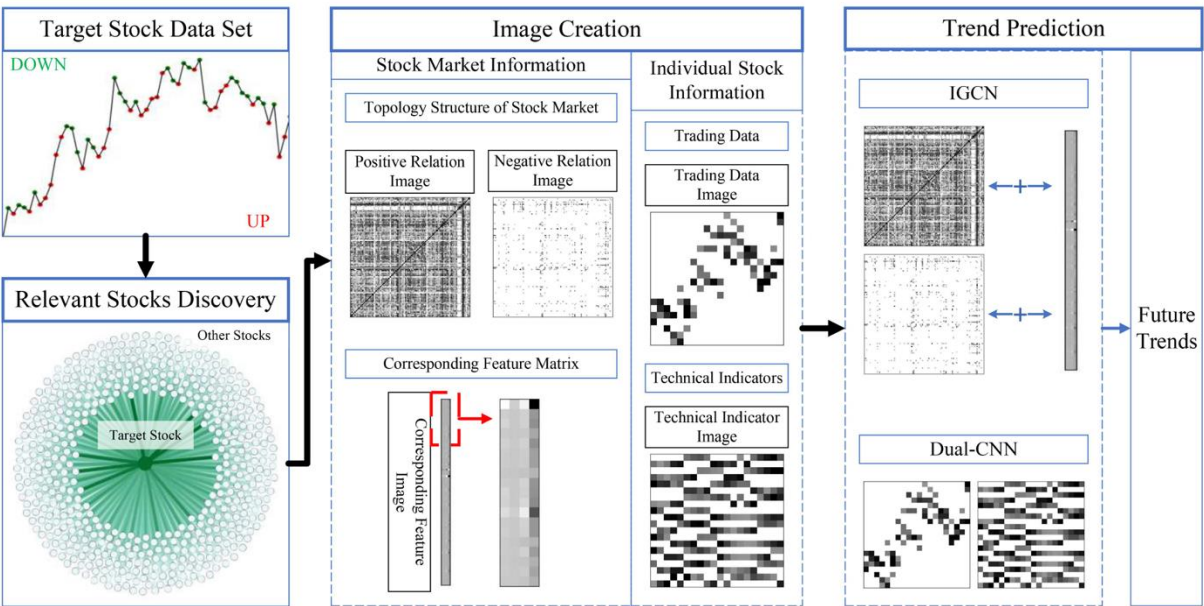 Target Stock Data Set
DOWN
UP
Relevant Stocks Discovery
Other Stocks
Target Stock
Image Creation
Stock Market Information
Topology Structure of Stock Market
Positive Relation
Image
Negative Relation
Image
Corresponding Feature Matrix
Corresponding Feature
Image
Individual Stock
Information
Trading Data
Trading Data
Image
Technical Indicators
Technical Indicator
Image
Trend Prediction
IGCN
+
+
Dual-CNN
Future
Trends